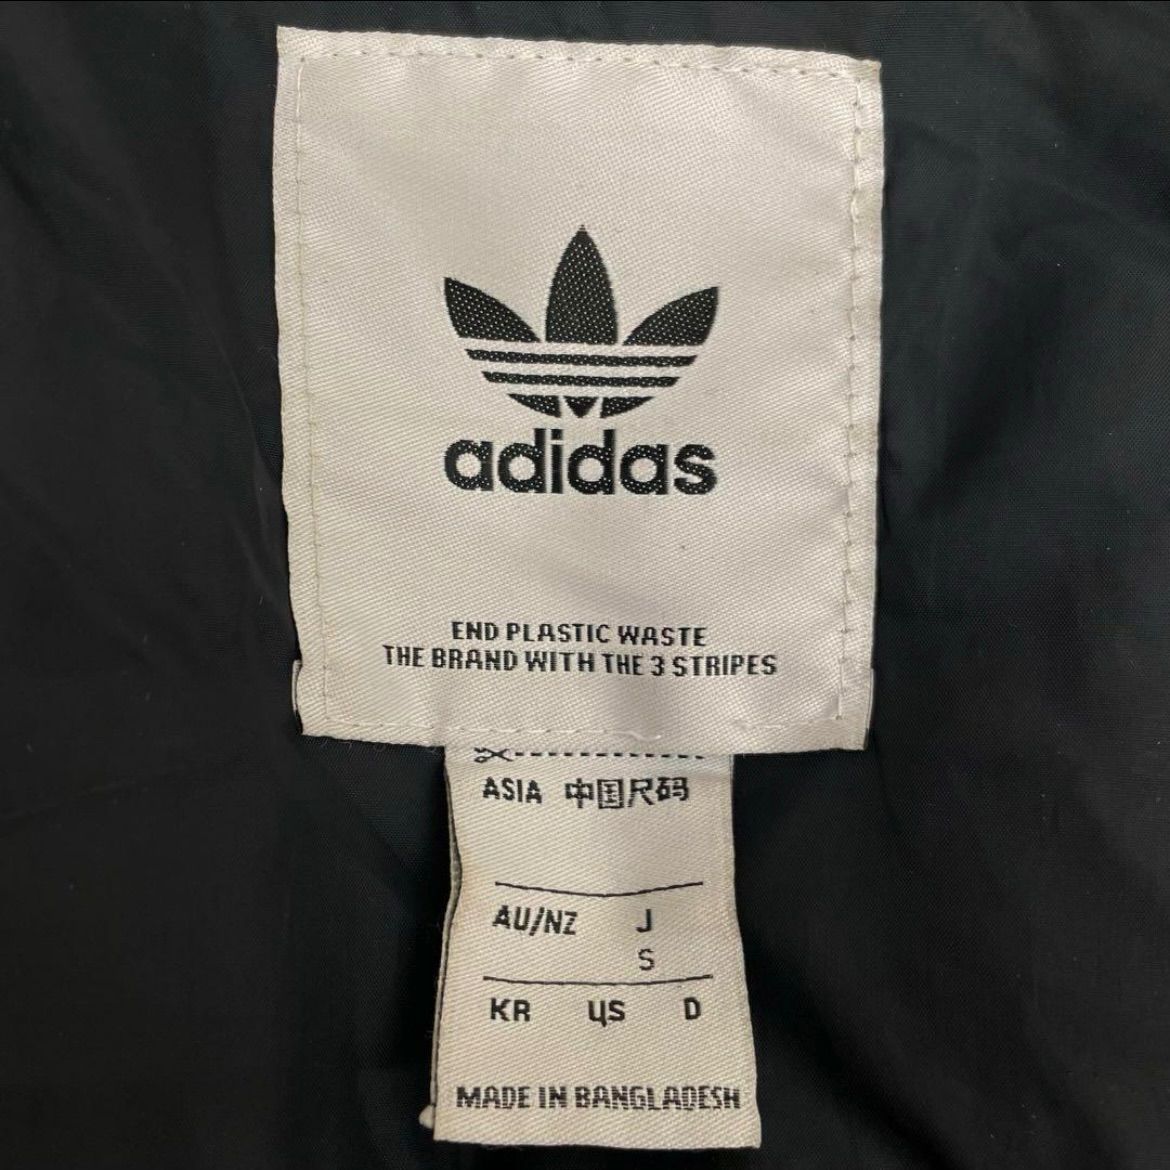 adidas
END PLASTIC WASTE
THE BRAND WITH THE 3 STRIPES
ASIA 中国尺码
AU/NZ J
S
KR US D
MADE IN BANGLADESH